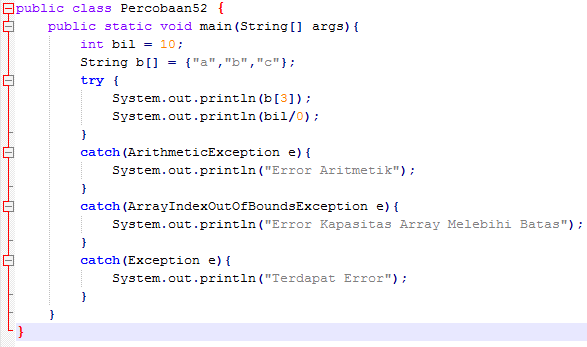 public class Percobaan52 {
    public static void main(String[] args){
        int bil = 10;
        String b[] = {"a","b","c"};
        try {
            System.out.println(b[3]);
            System.out.println(bil/0);
        }
        catch(ArithmeticException e){
            System.out.println("Error Aritmetik");
        }
        catch(ArrayIndexOutOfBoundsException e){
            System.out.println("Error Kapasitas Array Melebihi Batas");
        }
        catch(Exception e){
            System.out.println("Terdapat Error");
        }
    }
}